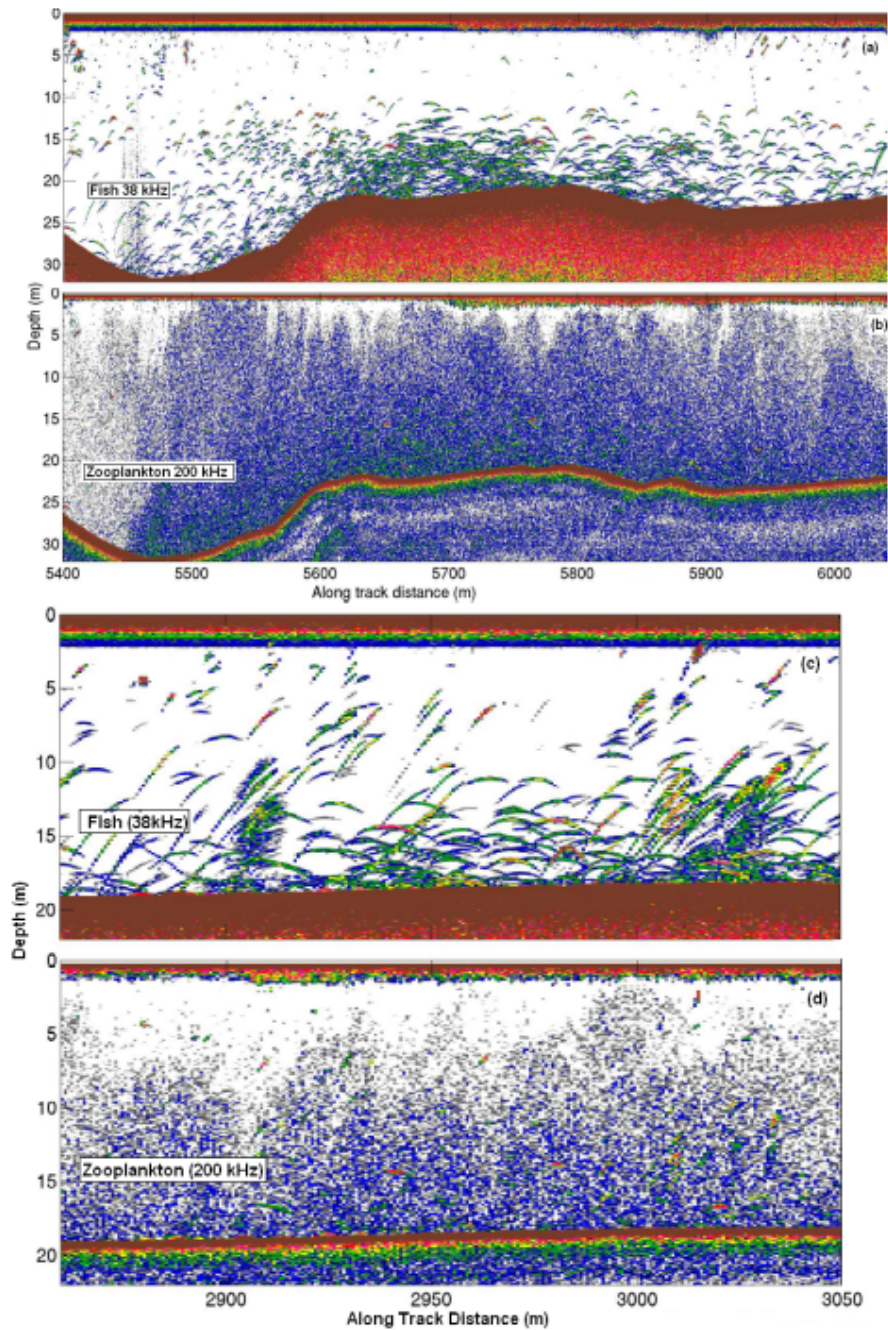 0
(a)
5
10
15
20
Fish 38 kHz
25
30
Depth (m)
0
(b)
5
10
15
20
Zooplankton 200 kHz
25
30
5400 5500 5600 5700 5800 5900 6000
Along track distance (m)
0
(c)
5
10
Fish (38kHz)
15
20
Depth (m)
0
(d)
5
10
Zooplankton (200 kHz)
15
20
2900 2950 3000 3050
Along Track Distance (m)